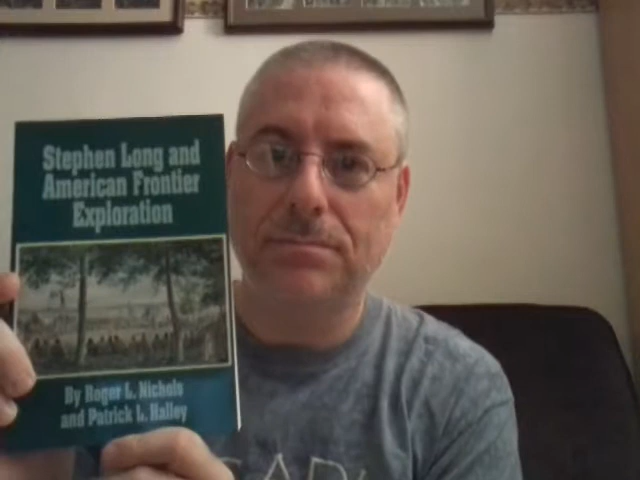 Stephen Long and
American Frontier
Exploration
By Roger L. Nichols
and Patrick L. Halley